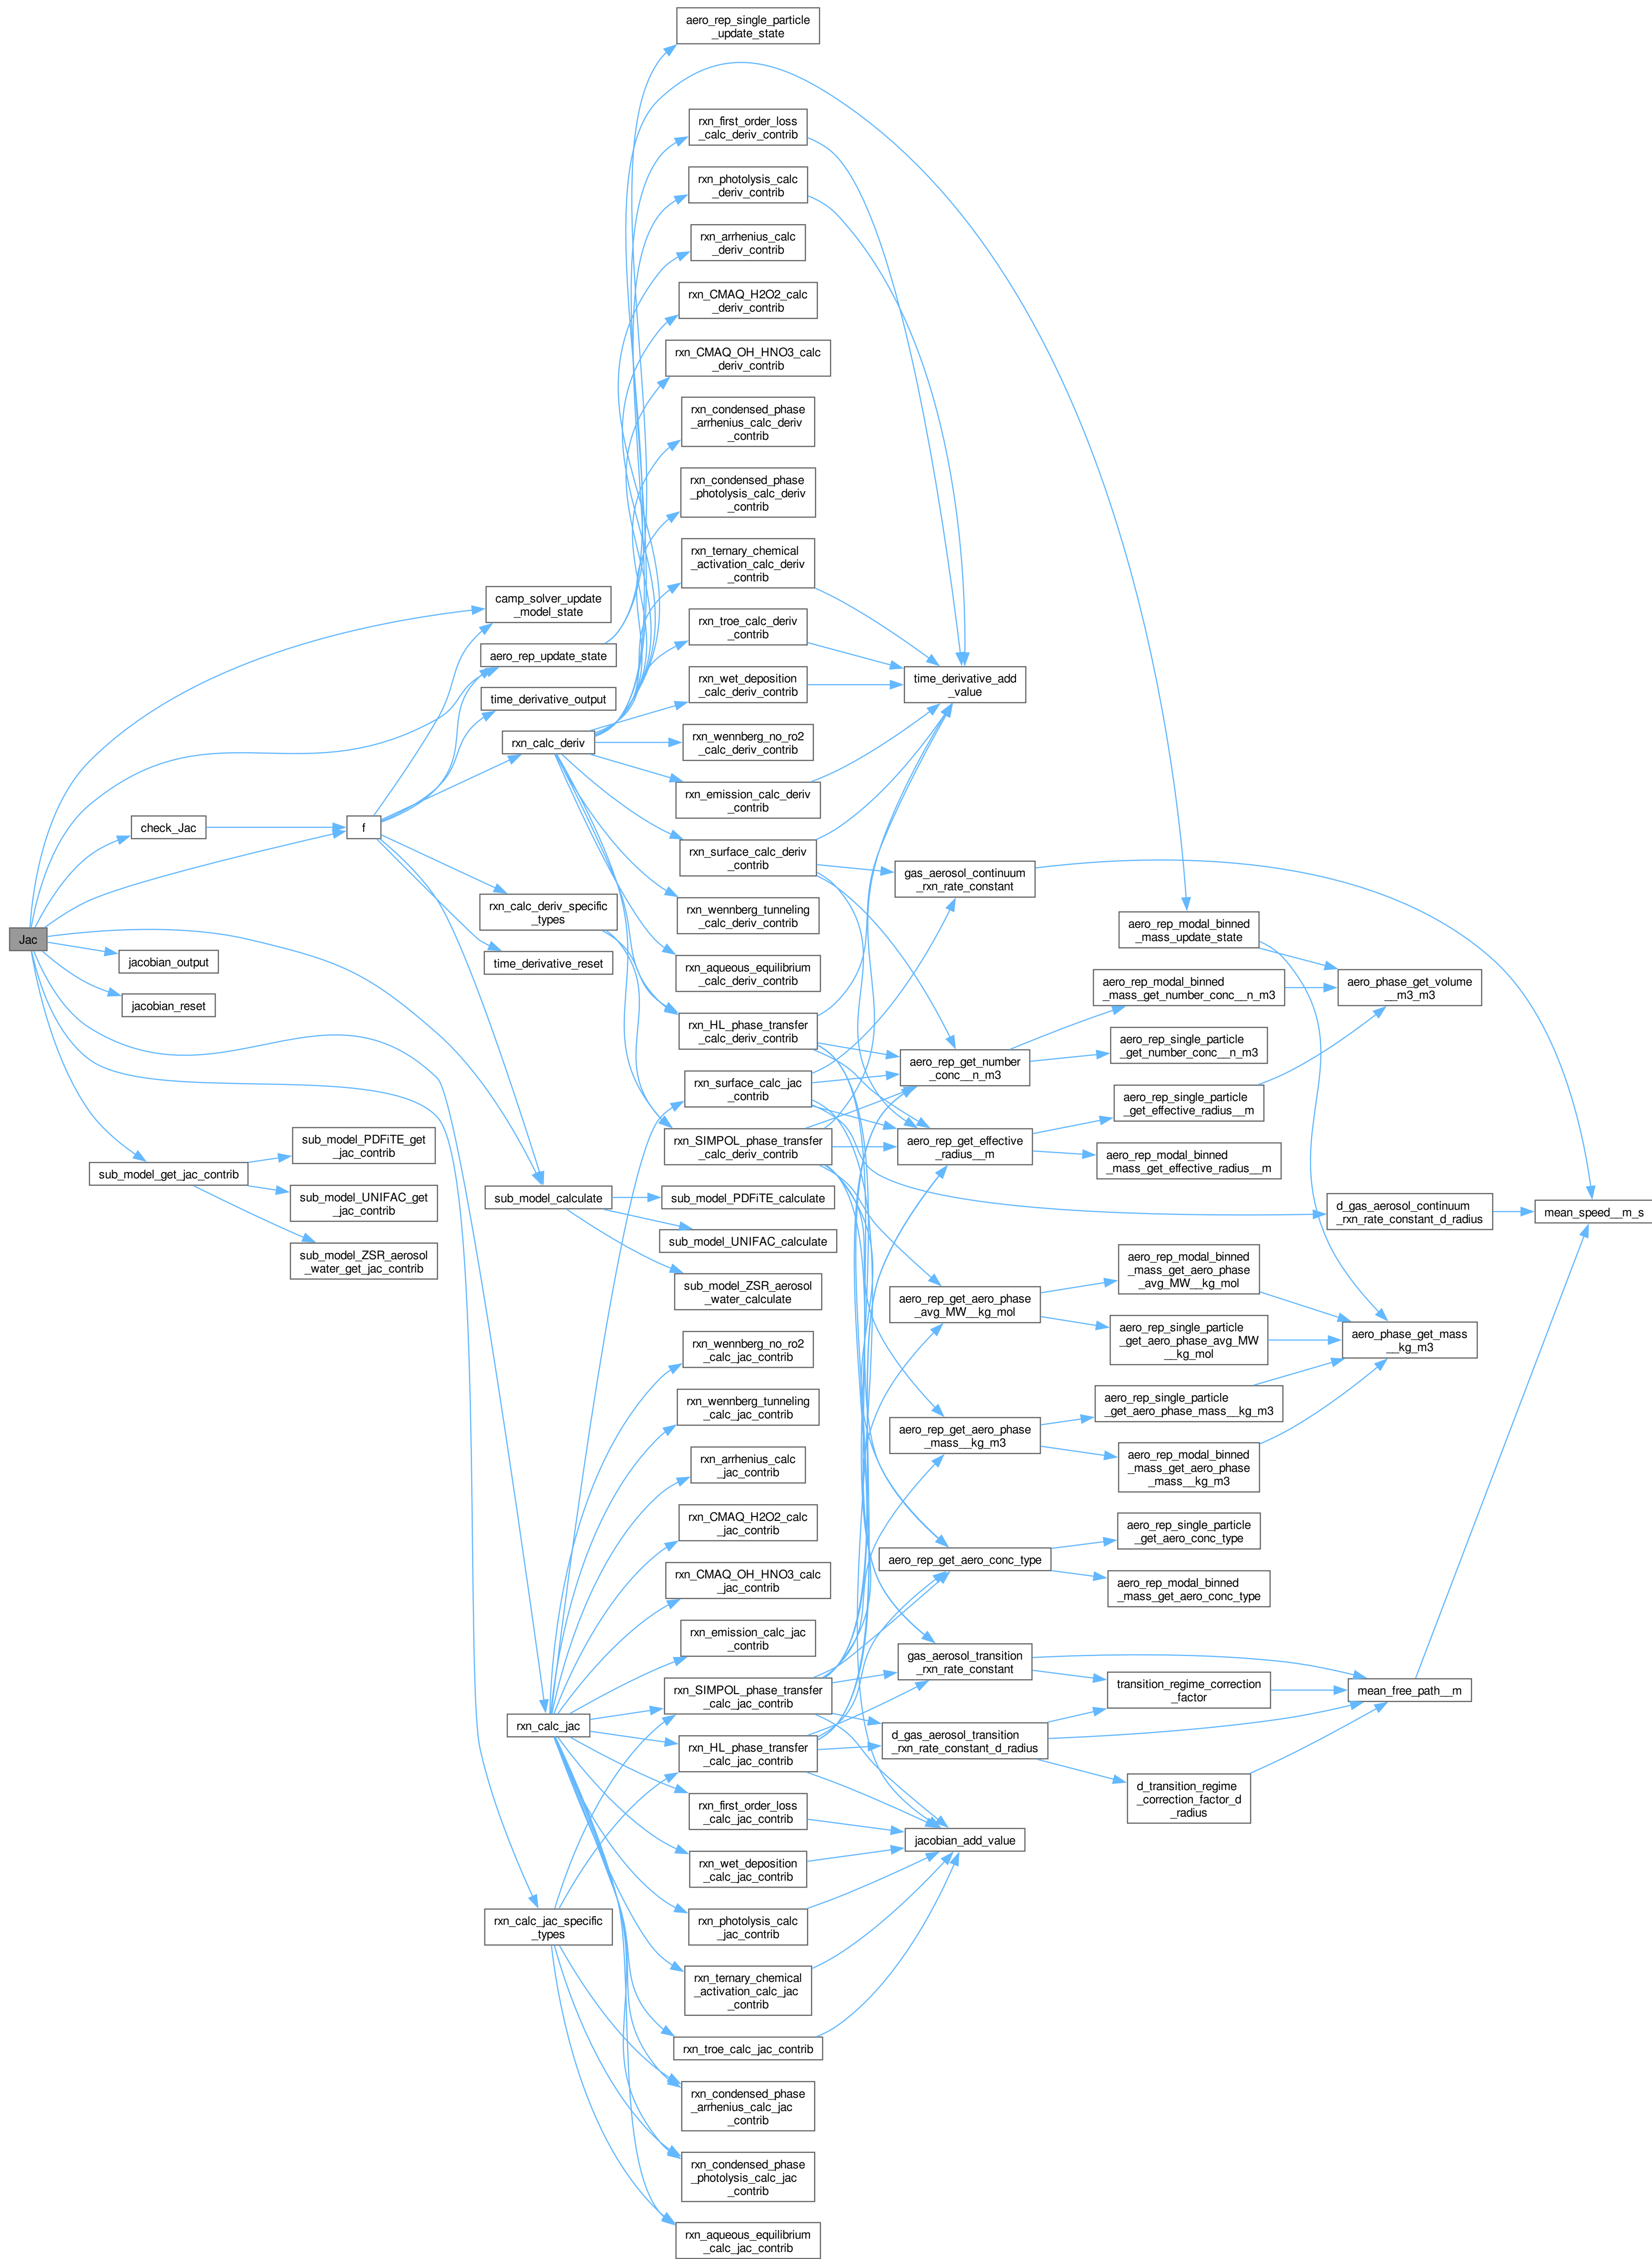 aero_rep_single_particle
_update_state
rxn_first_order_loss
_calc_deriv_contrib
rxn_photolysis_calc
_deriv_contrib
rxn_arrhenius_calc
_deriv_contrib
rxn_CMAQ_H2O2_calc
_deriv_contrib
rxn_CMAQ_OH_HNO3_calc
_deriv_contrib
rxn_condensed_phase
_arrhenius_calc_deriv
_contrib
rxn_condensed_phase
_photolysis_calc_deriv
_contrib
rxn_ternary_chemical
_activation_calc_deriv
_contrib
camp_solver_update
_model_state
rxn_troe_calc_deriv
_contrib
aero_rep_update_state
rxn_wet_deposition
_calc_deriv_contrib
time_derivative_add
_value
time_derivative_output
rxn_calc_deriv
rxn_wennberg_no_ro2
_calc_deriv_contrib
rxn_emission_calc_deriv
_contrib
check_Jac
f
rxn_surface_calc_deriv
_contrib
gas_aerosol_continuum
_rxn_rate_constant
rxn_calc_deriv_specific
_types
rxn_wennberg_tunneling
_calc_deriv_contrib
aero_rep_modal_binned
_mass_update_state
Jac
jacobian_output
time_derivative_reset
rxn_aqueous_equilibrium
_calc_deriv_contrib
aero_rep_modal_binned
_mass_get_number_conc__n_m3
aero_phase_get_volume
__m3_m3
jacobian_reset
rxn_HL_phase_transfer
_calc_deriv_contrib
aero_rep_get_number
_conc__n_m3
aero_rep_single_particle
_get_number_conc__n_m3
rxn_surface_calc_jac
_contrib
aero_rep_single_particle
_get_effective_radius__m
sub_model_PDFiTE_get
_jac_contrib
rxn_SIMPOL_phase_transfer
_calc_deriv_contrib
aero_rep_get_effective
_radius__m
aero_rep_modal_binned
_mass_get_effective_radius__m
sub_model_get_jac_contrib
sub_model_UNIFAC_get
_jac_contrib
sub_model_calculate
sub_model_PDFiTE_calculate
d_gas_aerosol_continuum
_rxn_rate_constant_d_radius
mean_speed__m_s
sub_model_ZSR_aerosol
_water_get_jac_contrib
sub_model_UNIFAC_calculate
sub_model_ZSR_aerosol
_water_calculate
aero_rep_get_aero_phase
_avg_MW__kg_mol
aero_rep_modal_binned
_mass_get_aero_phase
_avg_MW__kg_mol
aero_rep_single_particle
_get_aero_phase_avg_MW
__kg_mol
aero_phase_get_mass
__kg_m3
rxn_wennberg_no_ro2
_calc_jac_contrib
rxn_wennberg_tunneling
_calc_jac_contrib
aero_rep_get_aero_phase
_mass__kg_m3
aero_rep_single_particle
_get_aero_phase_mass__kg_m3
rxn_arrhenius_calc
_jac_contrib
aero_rep_modal_binned
_mass_get_aero_phase
_mass__kg_m3
rxn_CMAQ_H2O2_calc
_jac_contrib
aero_rep_get_aero_conc_type
aero_rep_single_particle
_get_aero_conc_type
rxn_CMAQ_OH_HNO3_calc
_jac_contrib
aero_rep_modal_binned
_mass_get_aero_conc_type
rxn_emission_calc_jac
_contrib
gas_aerosol_transition
_rxn_rate_constant
rxn_SIMPOL_phase_transfer
_calc_jac_contrib
transition_regime_correction
_factor
mean_free_path__m
rxn_calc_jac
rxn_HL_phase_transfer
_calc_jac_contrib
d_gas_aerosol_transition
_rxn_rate_constant_d_radius
d_transition_regime
_correction_factor_d
_radius
rxn_first_order_loss
_calc_jac_contrib
jacobian_add_value
rxn_wet_deposition
_calc_jac_contrib
rxn_calc_jac_specific
_types
rxn_photolysis_calc
_jac_contrib
rxn_ternary_chemical
_activation_calc_jac
_contrib
rxn_troe_calc_jac_contrib
rxn_condensed_phase
_arrhenius_calc_jac
_contrib
rxn_condensed_phase
_photolysis_calc_jac
_contrib
rxn_aqueous_equilibrium
_calc_jac_contrib